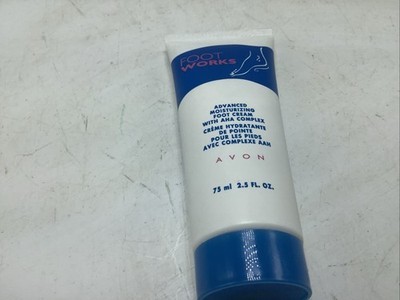 FOOT
WORKS
ADVANCED
MOISTURIZING
FOOT CREAM
WITH AHA COMPLEX
CRÈME HYDRATANTE
DE POINTE
POUR LES PIEDS
AVEC COMPLEXE AAH
AVON
75 ml 2.5 FL. OZ.